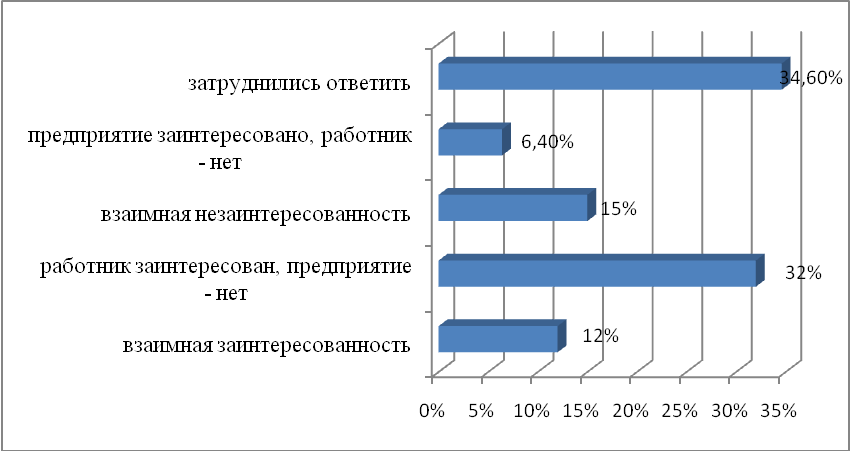 затруднились ответить
34,60%
предприятие заинтересовано, работник
- нет
6,40%
взаимная незаинтересованность
15%
работник заинтересован, предприятие
- нет
32%
взаимная заинтересованность
12%
0% 5% 10% 15% 20% 25% 30% 35%